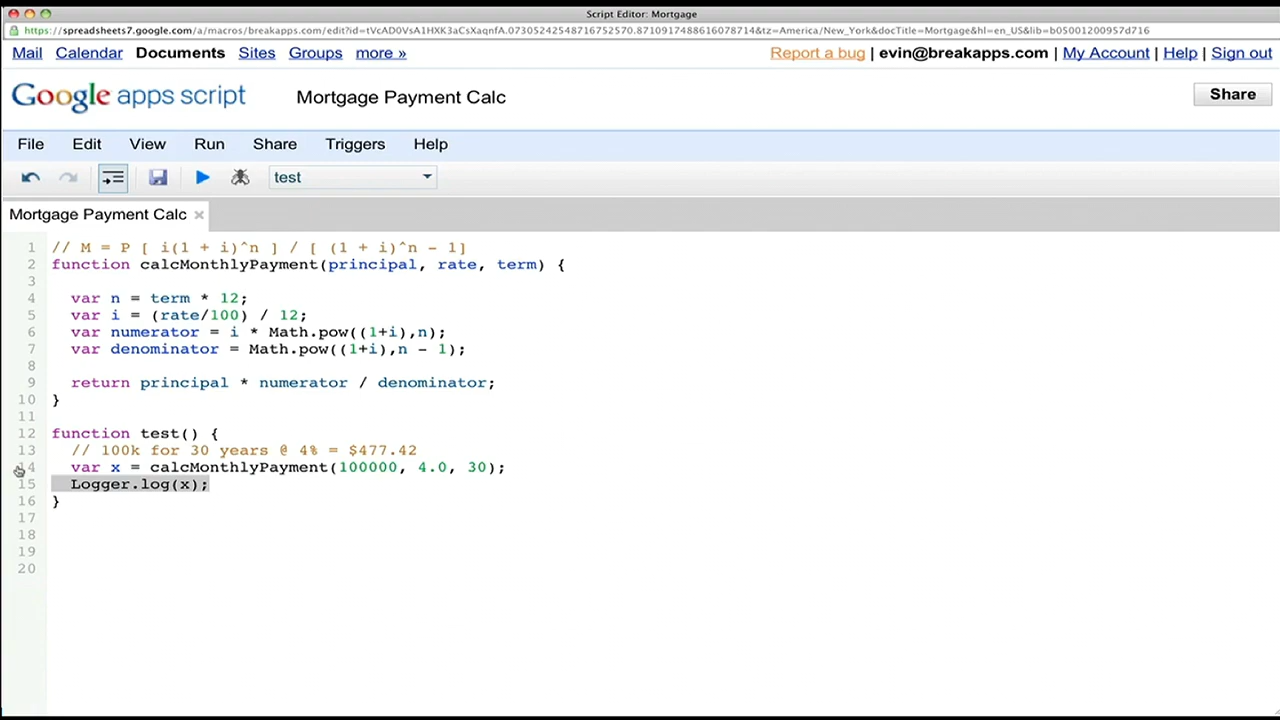 Script Editor: Mortgage
https://spreadsheets7.google.com/a/macros/breakapps.com/edit?id=tVcAD0VsA1HXK3aCsXaqnfA.07305242548716752570.8710917488616078714&tz=America/New_York&docTitle=Mortgage&hl=en_US&lib=b05001200957d716
Mail Calendar Documents Sites Groups more » Report a bug | evin@breakapps.com | My Account | Help | Sign out
Google apps script Mortgage Payment Calc Share
File Edit View Run Share Triggers Help
test
Mortgage Payment Calc ×
1 // M = P [ i(1 + i)^n ] / [ (1 + i)^n - 1]
2 function calcMonthlyPayment(principal, rate, term) {
3
4 var n = term * 12;
5 var i = (rate/100) / 12;
6 var numerator = i * Math.pow((1+i),n);
7 var denominator = Math.pow((1+i),n - 1);
8
9 return principal * numerator / denominator;
10 }
11
12 function test() {
13 // 100k for 30 years @ 4% = $477.42
14 var x = calcMonthlyPayment(100000, 4.0, 30);
15 Logger.log(x);
16 }
17
18
19
20